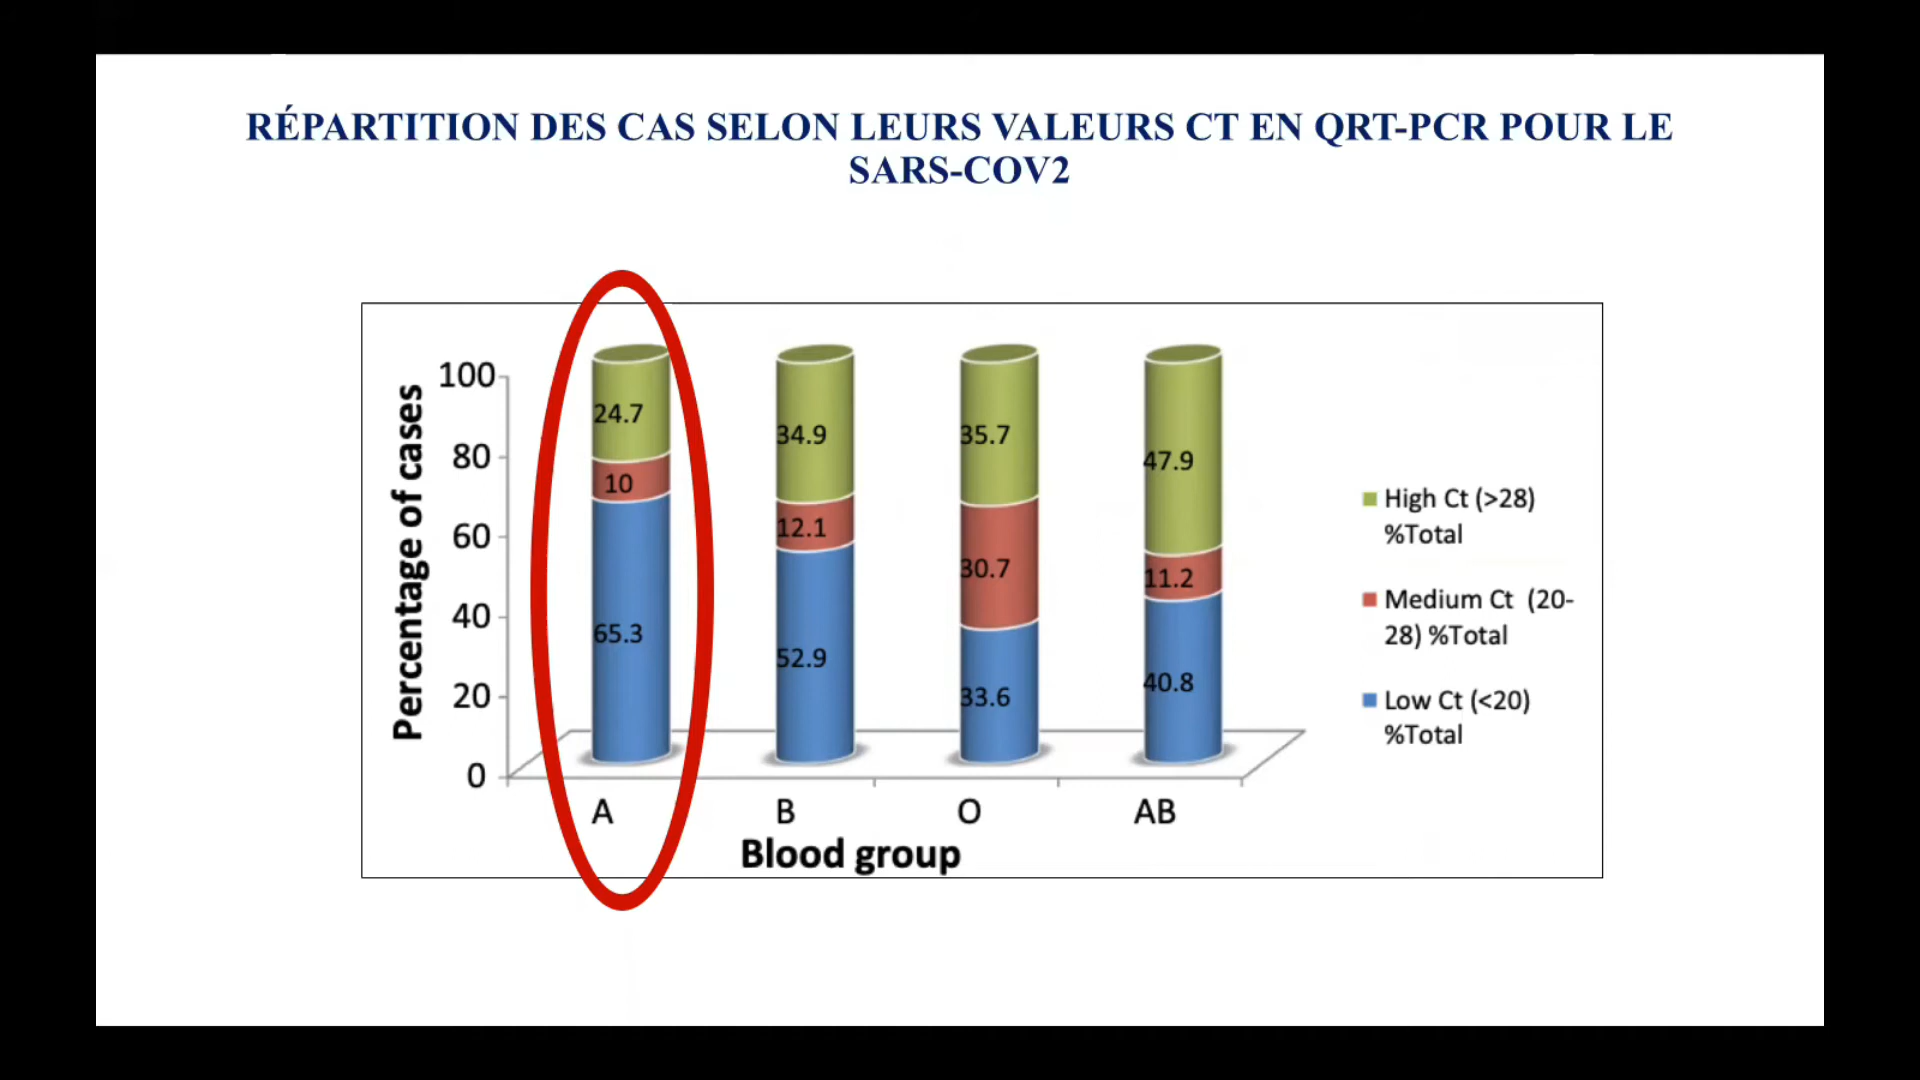 RÉPARTITION DES CAS SELON LEURS VALEURS CT EN QRT-PCR POUR LE
SARS-COV2
Percentage of cases
100
80
60
40
20
0
24.7
10
65.3
34.9
12.1
52.9
35.7
30.7
33.6
47.9
11.2
40.8
A
B
O
AB
Blood group
High Ct (>28)
%Total
Medium Ct (20-
28) %Total
Low Ct (<20)
%Total